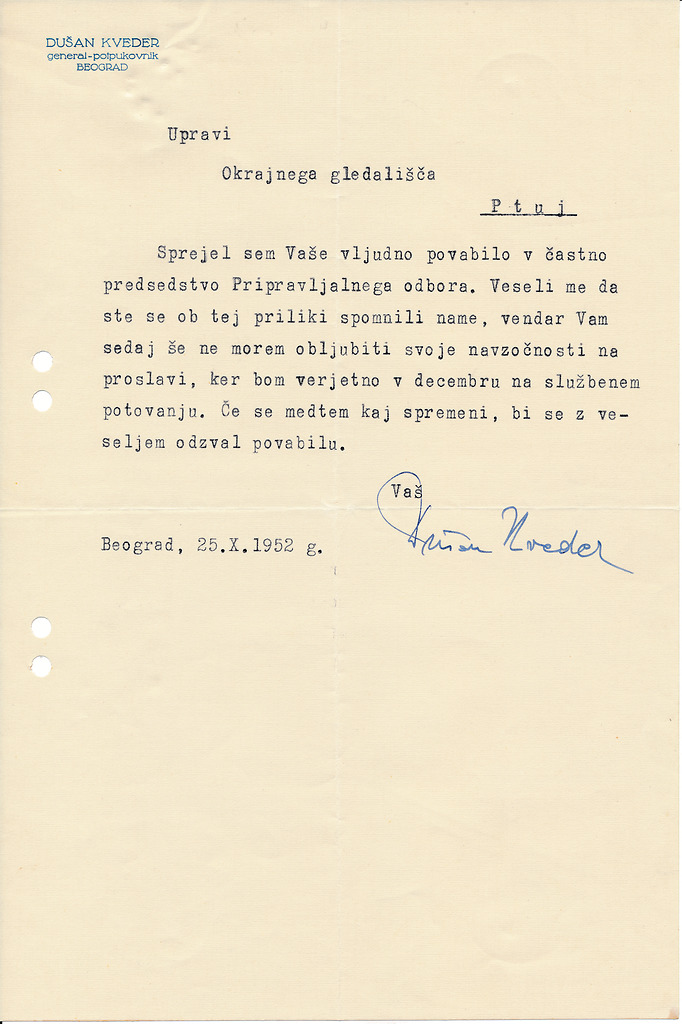 DUŠAN KVEDER
general-potpukovnik
BEOGRAD
Upravi
Okrajnega gledališča
Ptuj
Sprejel sem Vaše vljudno povabilo v častno
predsedstvo Pripravljalnega odbora. Veseli me da
ste se ob tej priliki spomnili name, vendar Vam
sedaj še ne morem obljubiti svoje navzočnosti na
proslavi, ker bom verjetno v decembru na službenem
potovanju. Če se medtem kaj spremeni, bi se z ve-
seljem odzval povabilu.
Vaš
Dušan Kveder
Beograd, 25.X.1952 g.